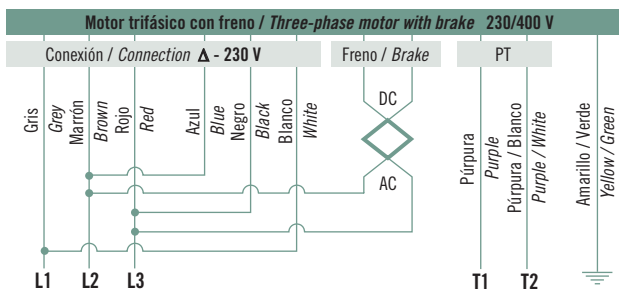 Motor trifásico con freno / Three-phase motor with brake 230/400 V
Conexión / Connection Δ - 230 V
Freno / Brake
PT
Gris
Grey
Marrón
Brown
Rojo
Red
Azul
Blue
Negro
Black
Blanco
White
DC
AC
Púrpura
Purple
Púrpura / Blanco
Purple / White
Amarillo / Verde
Yellow / Green
L1
L2
L3
T1
T2